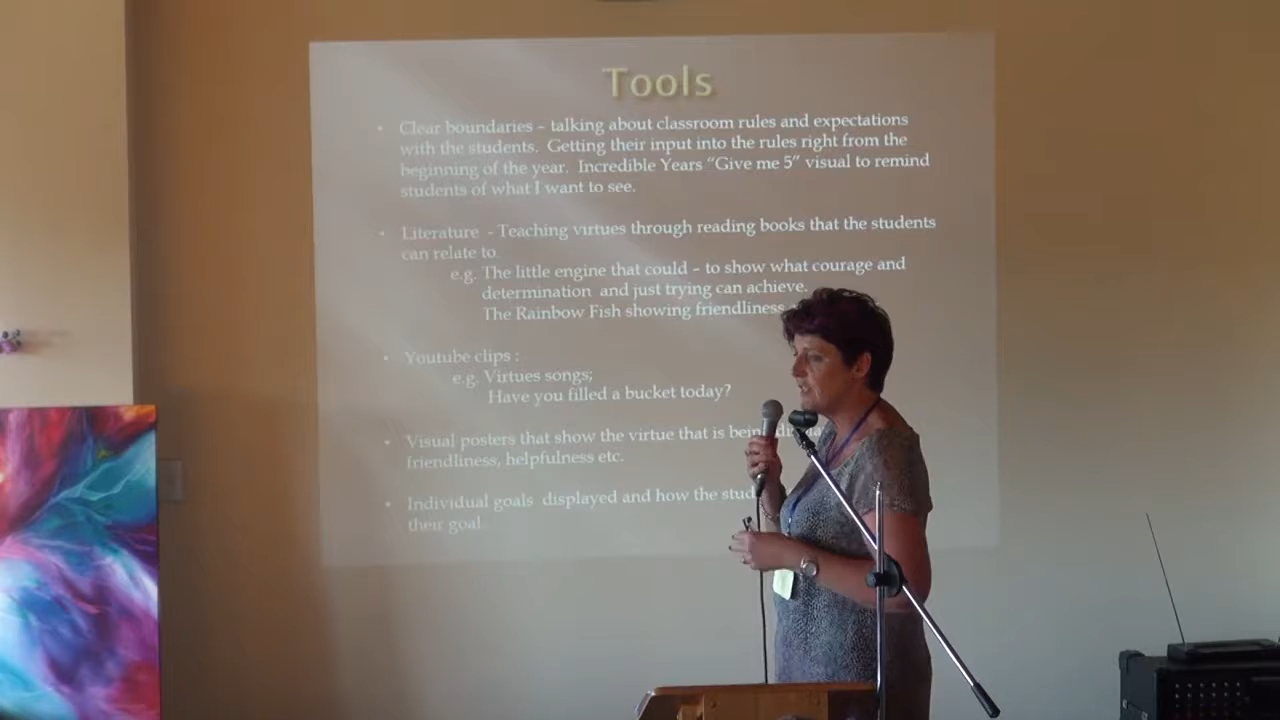 Tools
• Clear boundaries – talking about classroom rules and expectations
with the students. Getting their input into the rules right from the
beginning of the year. Incredible Years “Give me 5” visual to remind
students of what I want to see.
• Literature - Teaching virtues through reading books that the students
can relate to.
e.g. The little engine that could – to show what courage and
determination and just trying can achieve.
The Rainbow Fish showing friendliness
• Youtube clips :
e.g. Virtues songs;
Have you filled a bucket today?
• Visual posters that show the virtue that is being
friendliness, helpfulness etc.
• Individual goals displayed and how the
their goal.